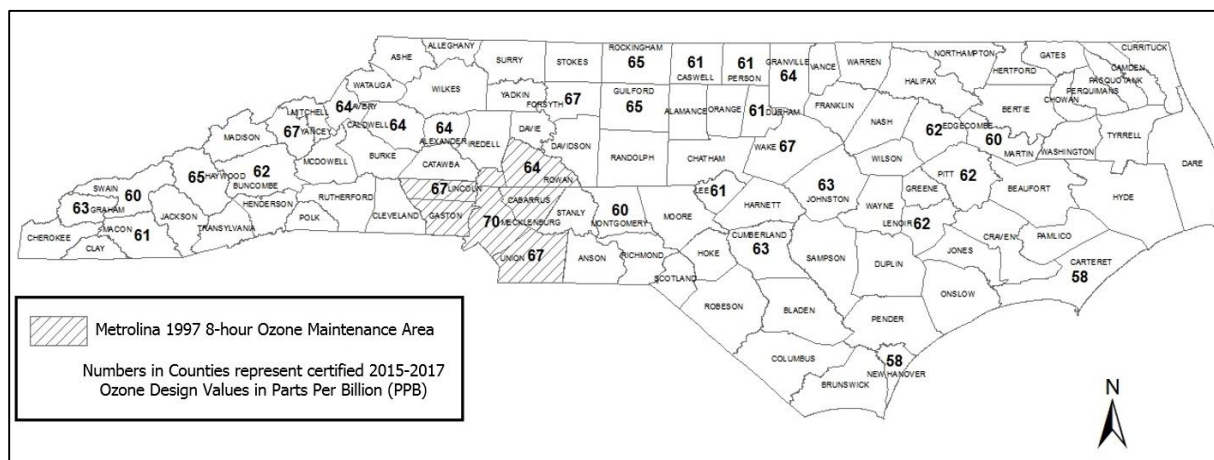 ALLEGHANY
ASHE
SURRY
STOKES
ROCKINGHAM
65
61
CASWELL
61
PERSON
GRANVILLE
64
VANCE
WARREN
NORTHAMPTON
GATES
CURRITUCK
CAMDEN
PASQUOTANK
PERQUIMANS
CHOWAN
HERTFORD
HALIFAX
BERTIE
WATAUGA
WILKES
YADKIN
FORSYTH
67
GUILFORD
65
ALAMANCE
ORANGE
61
DURHAM
FRANKLIN
NASH
62
EDGECOMBE
60
MARTIN
WASHINGTON
TYRRELL
DARE
MITCHELL
64
AVERY
CALDWELL
64
64
ALEXANDER
IREDELL
DAVIE
DAVIDSON
RANDOLPH
CHATHAM
WAKE
67
WILSON
MADISON
67
YANCEY
MCDOWELL
BURKE
CATAWBA
64
ROWAN
65
HAYWOOD
62
BUNCOMBE
RUTHERFORD
67
LINCOLN
CABARRUS
STANLY
60
MONTGOMERY
MOORE
61
LEE
HARNETT
63
JOHNSTON
WAYNE
GREENE
PITT
62
BEAUFORT
HYDE
SWAIN
60
63
GRAHAM
JACKSON
HENDERSON
TRANSYLVANIA
POLK
CLEVELAND
GASTON
70
MECKLENBURG
CHEROKEE
MACON
61
CLAY
UNION
67
ANSON
RICHMOND
SCOTLAND
HOKE
CUMBERLAND
63
SAMPSON
DUPLIN
LENOIR
62
CRAVEN
PAMLICO
JONES
CARTERET
58
ONSLOW
ROBESON
BLADEN
PENDER
COLUMBUS
58
NEW HANOVER
BRUNSWICK
Metrolina 1997 8-hour Ozone Maintenance Area
Numbers in Counties represent certified 2015-2017
Ozone Design Values in Parts Per Billion (PPB)
N